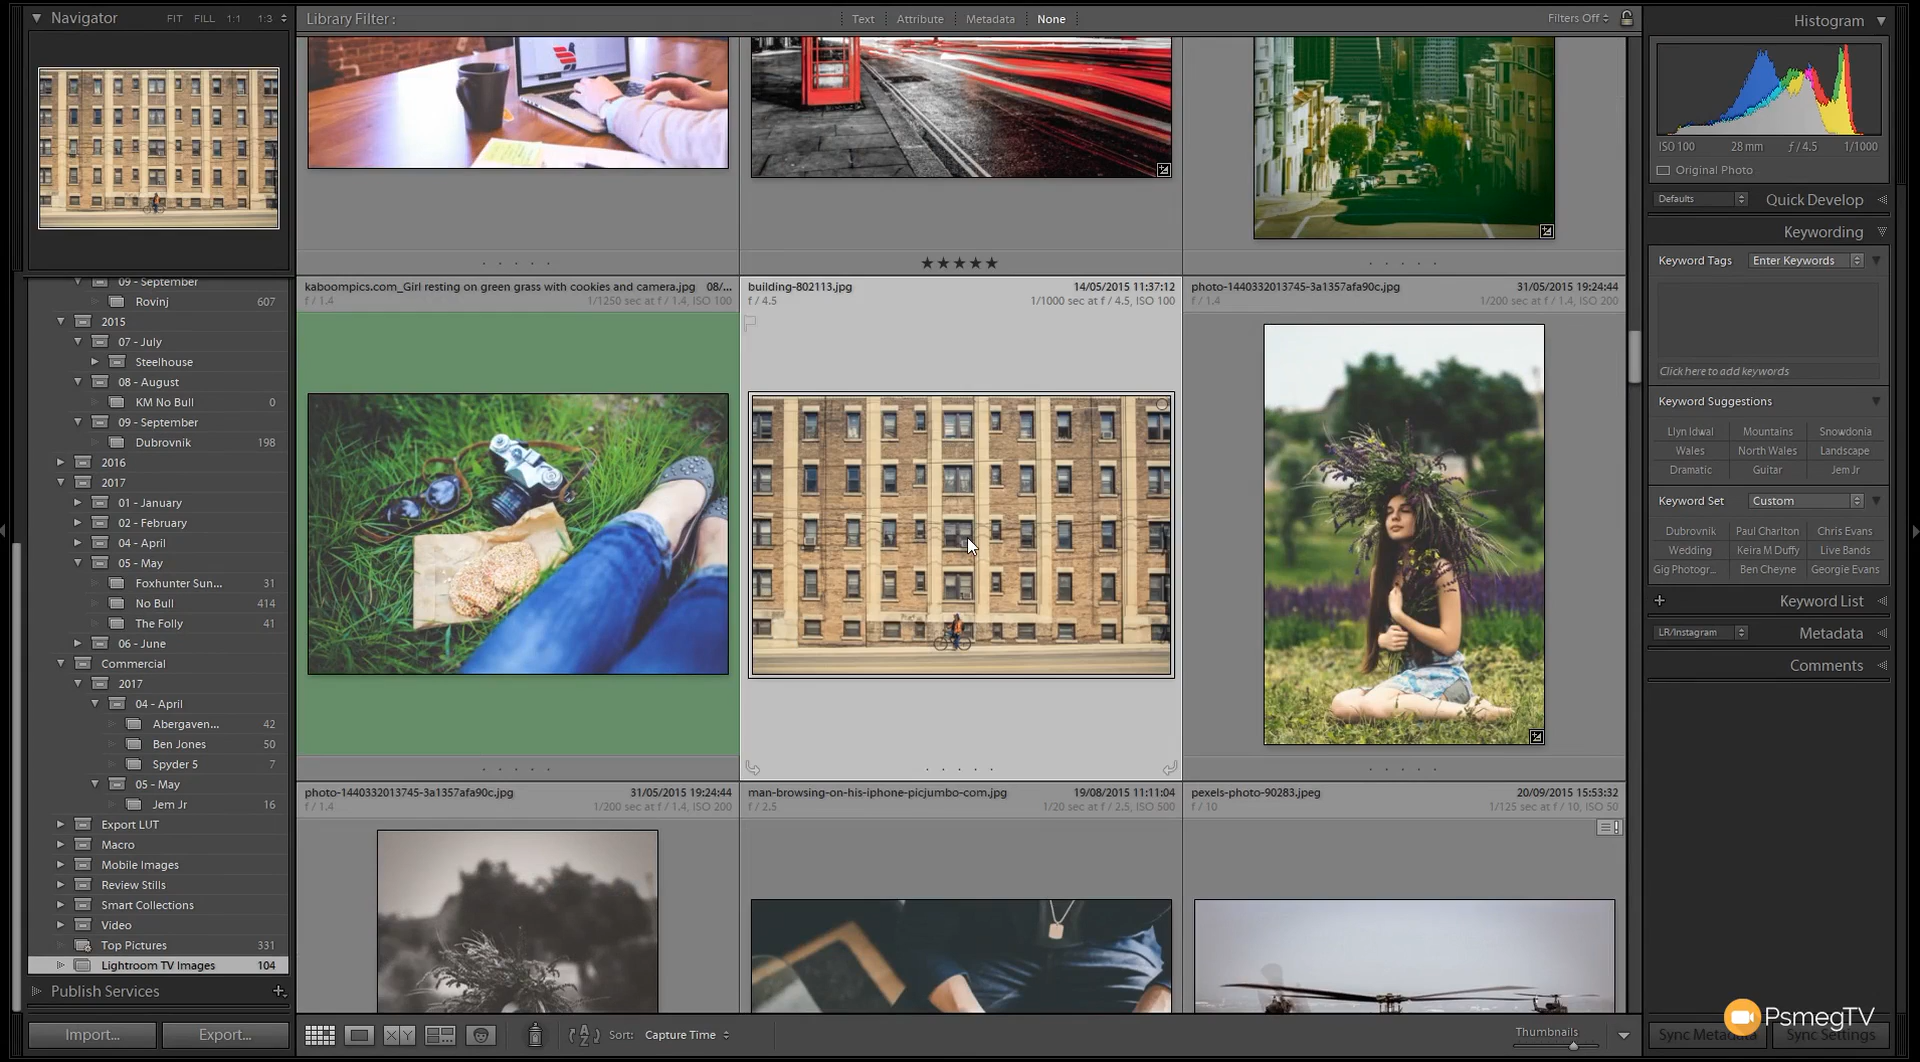 Navigator FIT FILL 1:1 1:3
Library Filter : Text Attribute Metadata None Filters Off
Histogram
ISO 100 28 mm ƒ / 4.5 1/1000
Original Photo
Defaults Quick Develop
Keywording
Keyword Tags Enter Keywords
Click here to add keywords
Keyword Suggestions
Llyn Idwal Mountains Snowdonia
Wales North Wales Landscape
Dramatic Guitar Jem Jr
Keyword Set Custom
Dubrovnik Paul Charlton Chris Evans
Wedding Keira M Duffy Live Bands
Gig Photogr... Ben Cheyne Georgie Evans
Keyword List
LR/Instagram Metadata
Comments
09 - September
Rovinj 607
2015
07 - July
Steelhouse
08 - August
KM No Bull 0
09 - September
Dubrovnik 198
2016
2017
01 - January
02 - February
04 - April
05 - May
Foxhunter Sun... 31
No Bull 414
The Folly 41
06 - June
Commercial
2017
04 - April
Abergaven... 42
Ben Jones 50
Spyder 5 7
05 - May
Jem Jr 16
Export LUT
Macro
Mobile Images
Review Stills
Smart Collections
Video
Top Pictures 331
Lightroom TV Images 104
Publish Services
Import... Export...
kaboompics.com_Girl resting on green grass with cookies and camera.jpg 08/...
f / 1.4 1/1250 sec at f / 1.4, ISO 100
building-802113.jpg 14/05/2015 11:37:12
f / 4.5 1/1000 sec at f / 4.5, ISO 100
photo-1440332013745-3a1357afa90c.jpg 31/05/2015 19:24:44
f / 1.4 1/200 sec at f / 1.4, ISO 200
photo-1440332013745-3a1357afa90c.jpg 31/05/2015 19:24:44
f / 1.4 1/200 sec at f / 1.4, ISO 200
man-browsing-on-his-iphone-picjumbo-com.jpg 19/08/2015 11:11:04
f / 2.5 1/20 sec at f / 2.5, ISO 500
pexels-photo-90283.jpeg 20/09/2015 15:53:32
f / 10 1/125 sec at f / 10, ISO 50
X Y Sort: Capture Time Thumbnails
PsmegTV
Sync Metadata Sync Settings